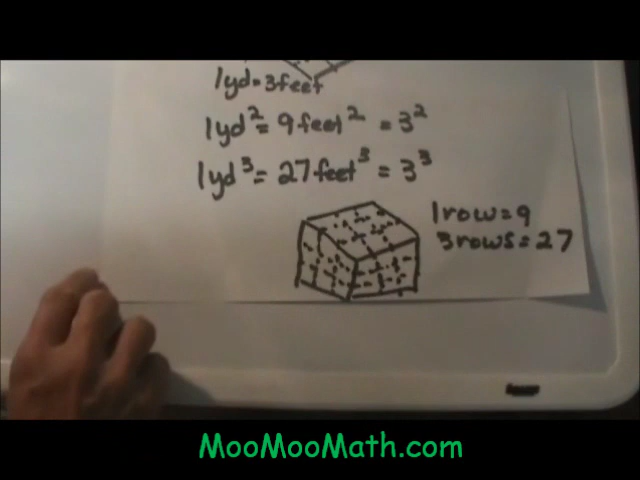 1yd=3feet
1yd²=9feet²=3²
1yd³=27feet³=3³
1row=9
3rows=27
MooMooMath.com